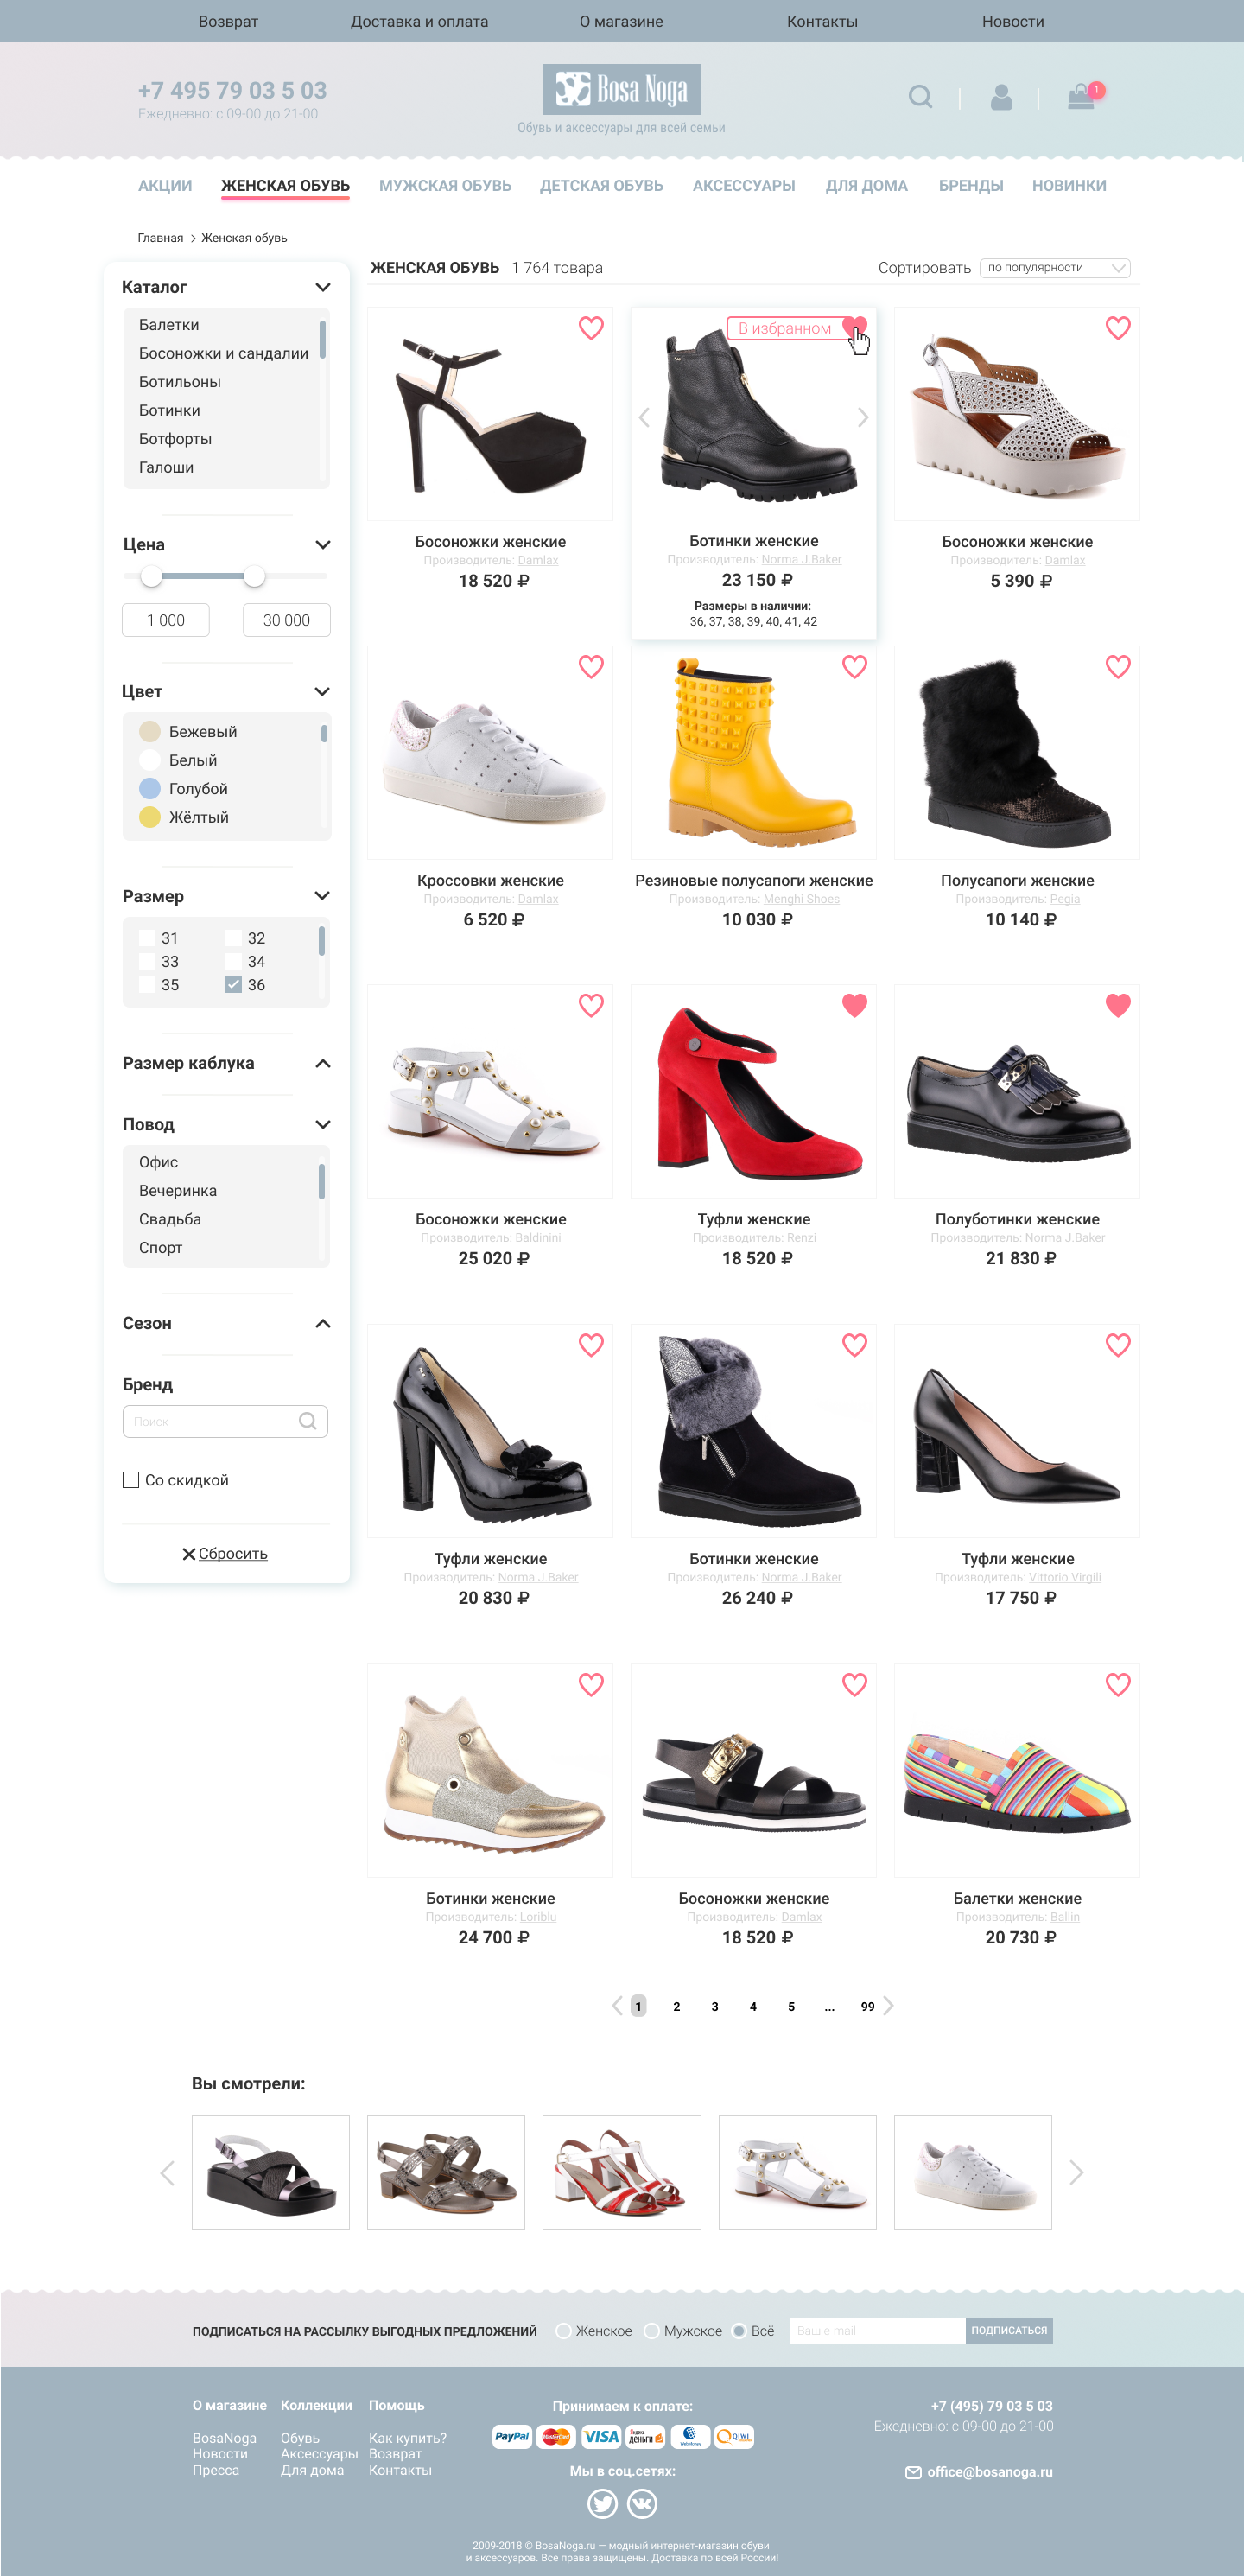 Возврат Доставка и оплата О магазине Контакты Новости
+7 495 79 03 5 03
Ежедневно: с 09-00 до 21-00
Bosa Noga
Обувь и аксессуары для всей семьи
1
АКЦИИ ЖЕНСКАЯ ОБУВЬ МУЖСКАЯ ОБУВЬ ДЕТСКАЯ ОБУВЬ АКСЕССУАРЫ ДЛЯ ДОМА БРЕНДЫ НОВИНКИ
Главная > Женская обувь
Каталог
Балетки
Босоножки и сандалии
Ботильоны
Ботинки
Ботфорты
Галоши
Цена
1 000 — 30 000
Цвет
Бежевый
Белый
Голубой
Жёлтый
Размер
31 32
33 34
35 36
Размер каблука
Повод
Офис
Вечеринка
Свадьба
Спорт
Сезон
Бренд
Поиск
Со скидкой
Сбросить
ЖЕНСКАЯ ОБУВЬ 1 764 товара
Сортировать по популярности
Босоножки женские
Производитель: Damlax
18 520 ₽
В избранном
Ботинки женские
Производитель: Norma J.Baker
23 150 ₽
Размеры в наличии:
36, 37, 38, 39, 40, 41, 42
Босоножки женские
Производитель: Damlax
5 390 ₽
Кроссовки женские
Производитель: Damlax
6 520 ₽
Резиновые полусапоги женские
Производитель: Menghi Shoes
10 030 ₽
Полусапоги женские
Производитель: Pegia
10 140 ₽
Босоножки женские
Производитель: Baldinini
25 020 ₽
Туфли женские
Производитель: Renzi
18 520 ₽
Полуботинки женские
Производитель: Norma J.Baker
21 830 ₽
Туфли женские
Производитель: Norma J.Baker
20 830 ₽
Ботинки женские
Производитель: Norma J.Baker
26 240 ₽
Туфли женские
Производитель: Vittorio Virgili
17 750 ₽
Ботинки женские
Производитель: Loriblu
24 700 ₽
Босоножки женские
Производитель: Damlax
18 520 ₽
Балетки женские
Производитель: Ballin
20 730 ₽
1 2 3 4 5 ... 99
Вы смотрели:
ПОДПИСАТЬСЯ НА РАССЫЛКУ ВЫГОДНЫХ ПРЕДЛОЖЕНИЙ Женское Мужское Всё Ваш e-mail ПОДПИСАТЬСЯ
О магазине
BosaNoga
Новости
Пресса
Коллекции
Обувь
Аксессуары
Для дома
Помощь
Как купить?
Возврат
Контакты
Принимаем к оплате:
PayPal MasterCard VISA Яндекс деньги WebMoney QIWI
Мы в соц.сетях:
+7 (495) 79 03 5 03
Ежедневно: с 09-00 до 21-00
office@bosanoga.ru
2009-2018 © BosaNoga.ru — модный интернет-магазин обуви
и аксессуаров. Все права защищены. Доставка по всей России!